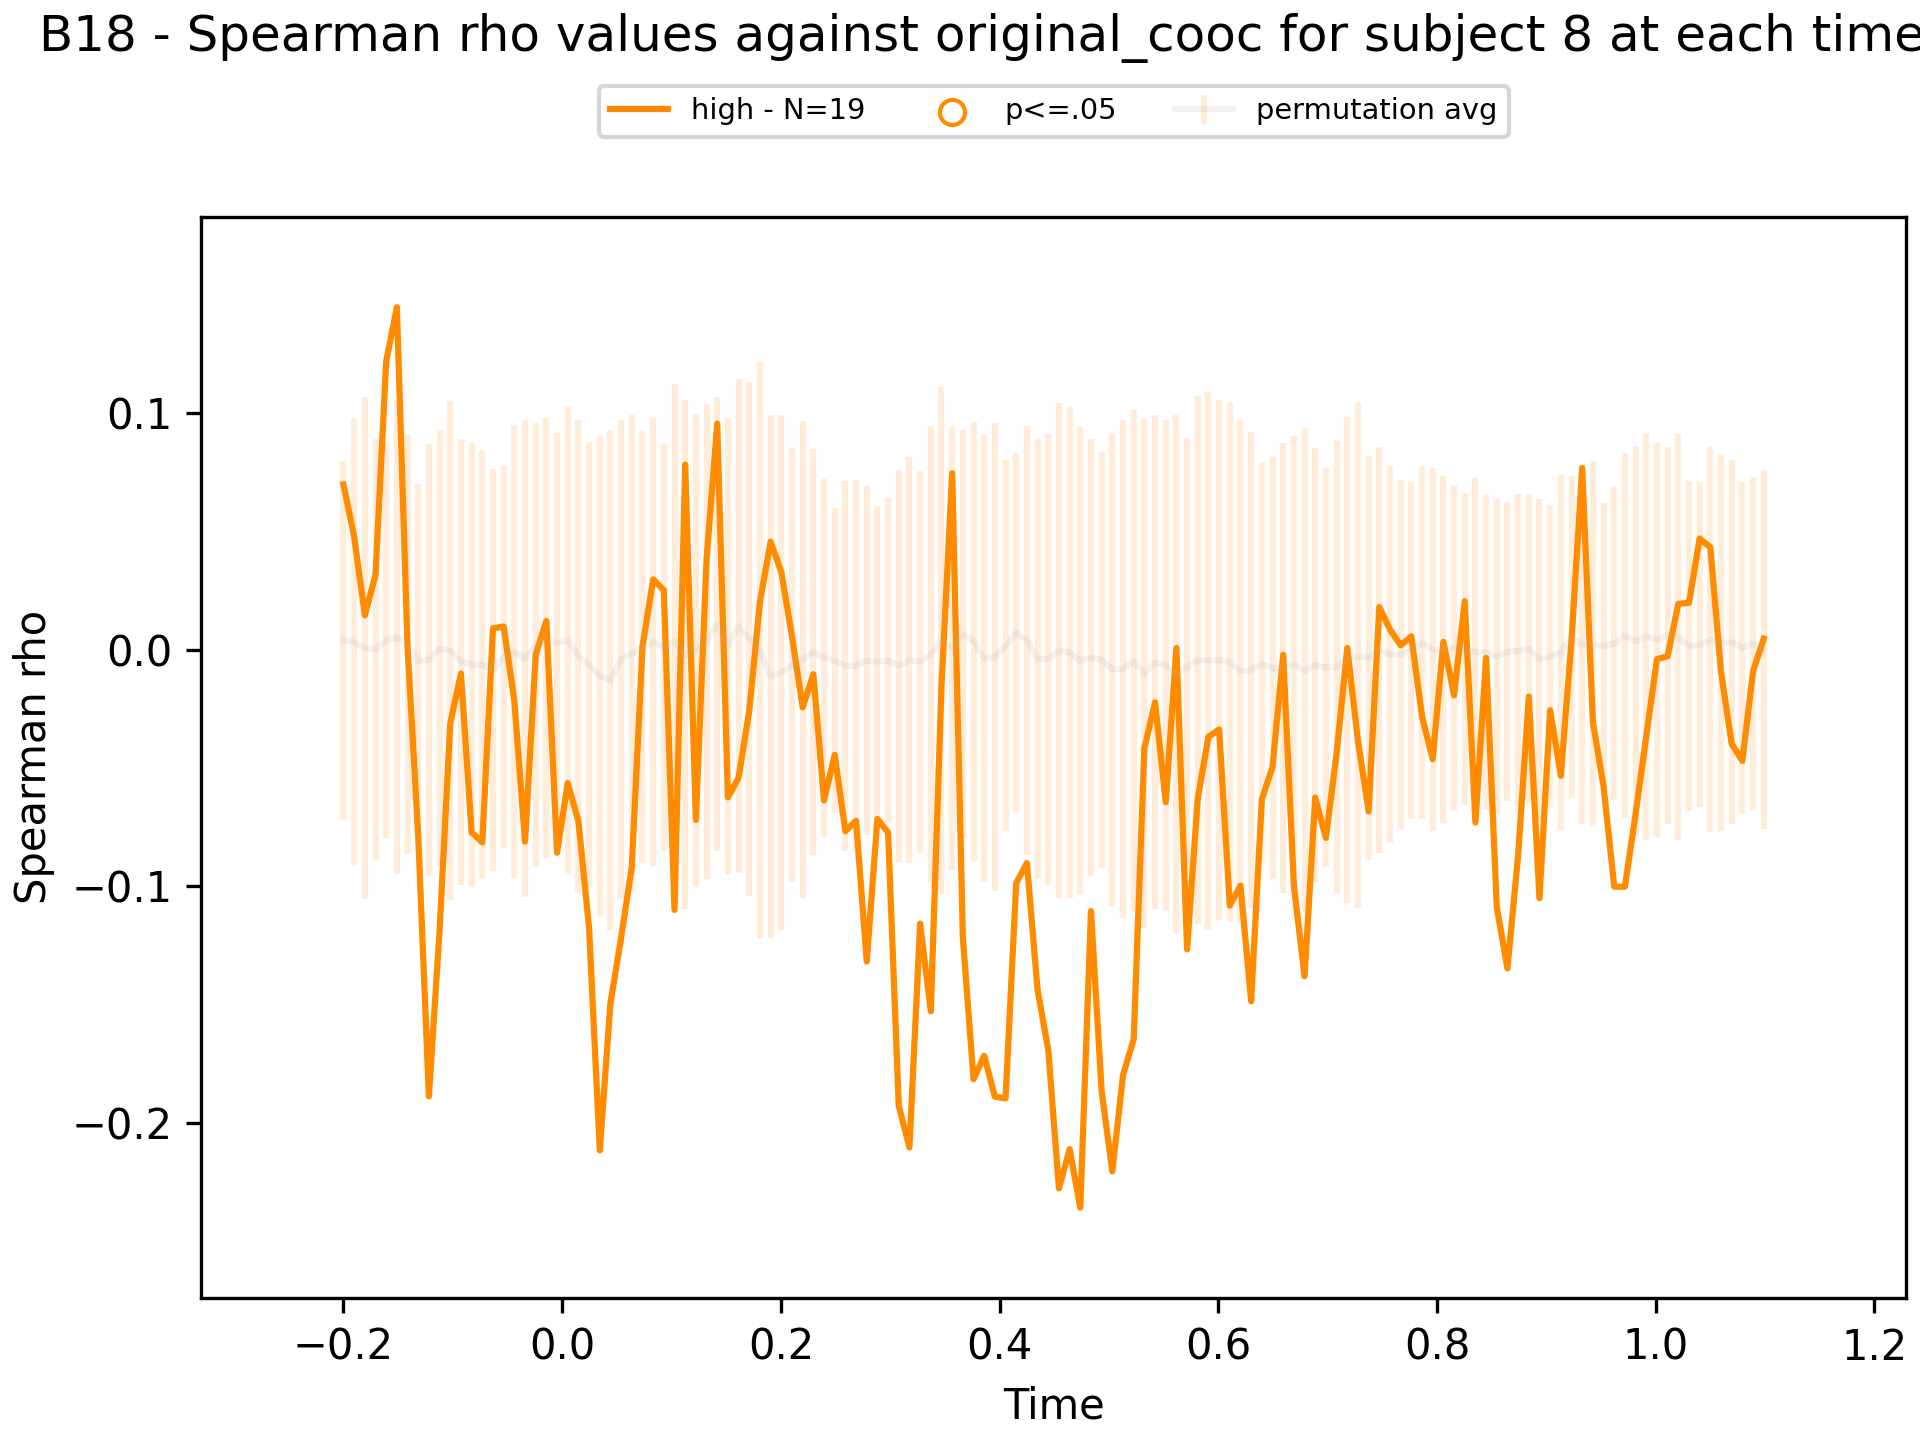 B18 - Spearman rho values against original_cooc for subject 8 at each time
high - N=19 p<=.05 permutation avg
0.1
0.0
−0.1
−0.2
Spearman rho
−0.2 0.0 0.2 0.4 0.6 0.8 1.0 1.2
Time